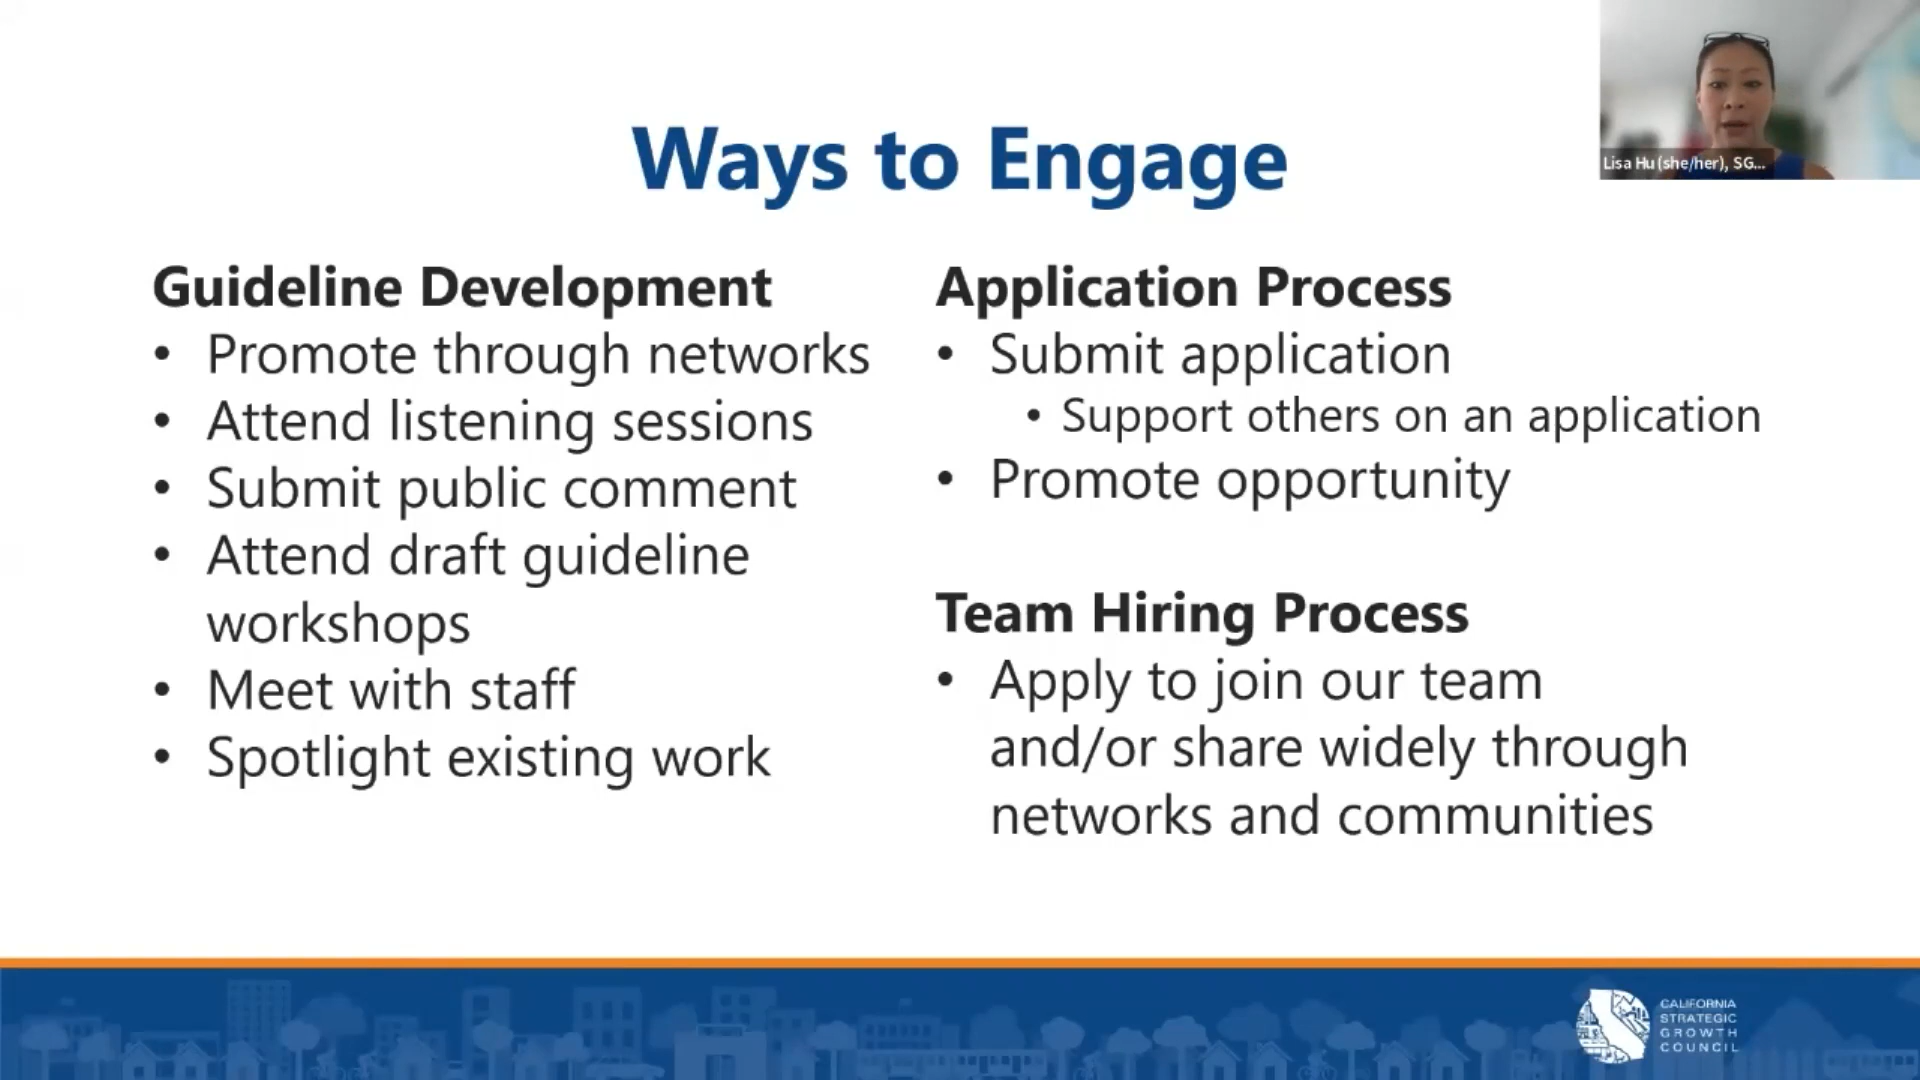 Ways to Engage
Lisa Hu (she/her), SG...
Guideline Development
• Promote through networks
• Attend listening sessions
• Submit public comment
• Attend draft guideline
workshops
• Meet with staff
• Spotlight existing work
Application Process
• Submit application
• Support others on an application
• Promote opportunity
Team Hiring Process
• Apply to join our team
and/or share widely through
networks and communities
CALIFORNIA
STRATEGIC
GROWTH
COUNCIL